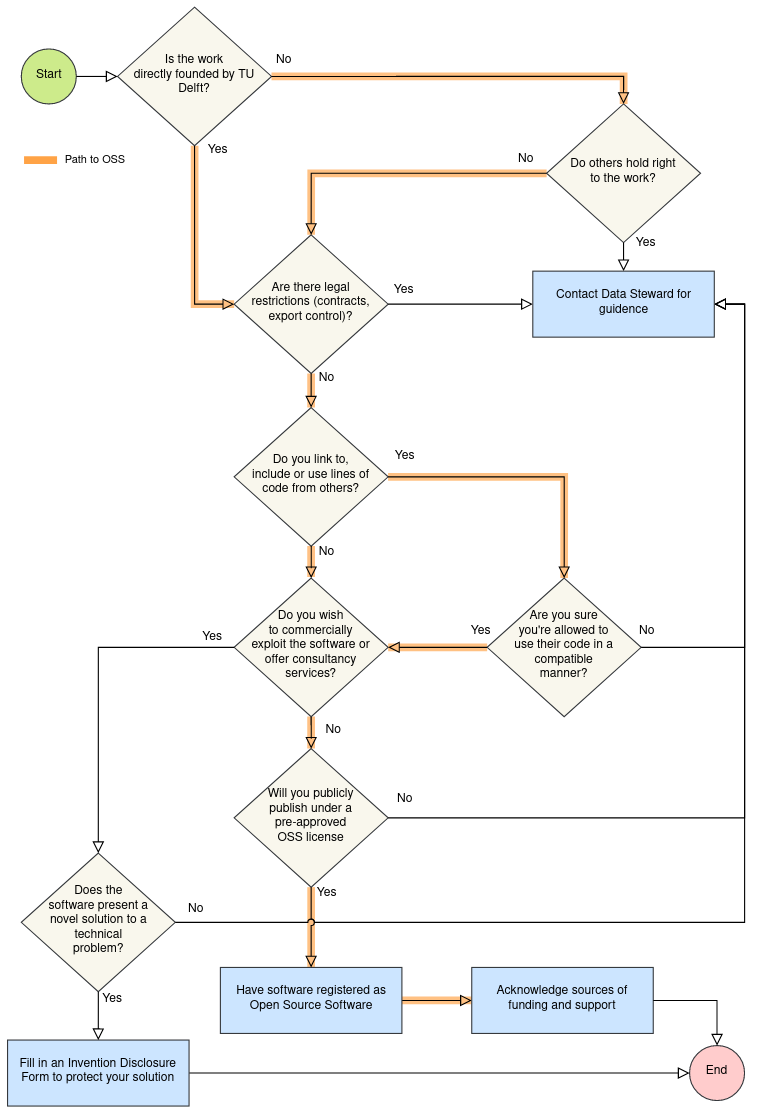 Is the work
directly founded by TU
Delft?
No
Start
Yes
Path to OSS
No
Do others hold right
to the work?
Yes
Are there legal
restrictions (contracts,
export control)?
Yes
Contact Data Steward for
guidence
No
Do you link to,
include or use lines of
code from others?
Yes
No
Do you wish
to commercially
exploit the software or
offer consultancy
services?
Yes
Yes
Are you sure
you're allowed to
use their code in a
compatible
manner?
No
No
Will you publicly
publish under a
pre-approved
OSS license
No
Yes
Does the
software present a
novel solution to a
technical
problem?
No
Yes
Have software registered as
Open Source Software
Acknowledge sources of
funding and support
Fill in an Invention Disclosure
Form to protect your solution
End